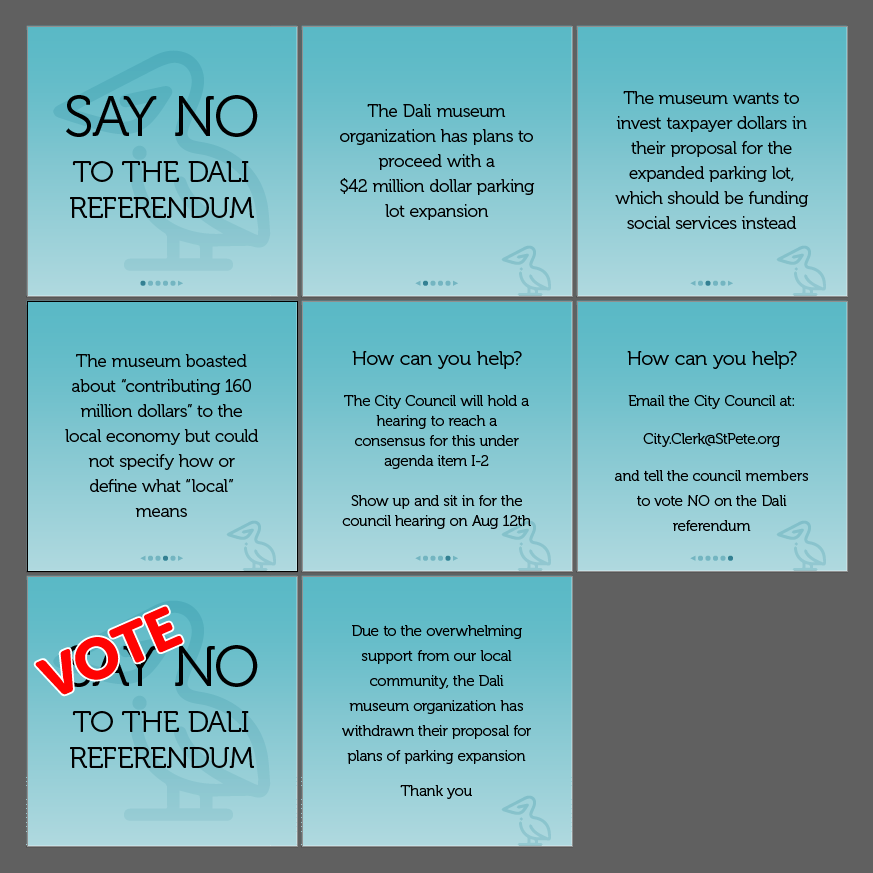 SAY NO
TO THE DALI
REFERENDUM
The Dali museum
organization has plans to
proceed with a
$42 million dollar parking
lot expansion
The museum wants to
invest taxpayer dollars in
their proposal for the
expanded parking lot,
which should be funding
social services instead
The museum boasted
about “contributing 160
million dollars” to the
local economy but could
not specify how or
define what “local”
means
How can you help?
The City Council will hold a
hearing to reach a
consensus for this under
agenda item I-2
Show up and sit in for the
council hearing on Aug 12th
How can you help?
Email the City Council at:
City.Clerk@StPete.org
and tell the council members
to vote NO on the Dali
referendum
VOTE
SAY NO
TO THE DALI
REFERENDUM
Due to the overwhelming
support from our local
community, the Dali
museum organization has
withdrawn their proposal for
plans of parking expansion
Thank you